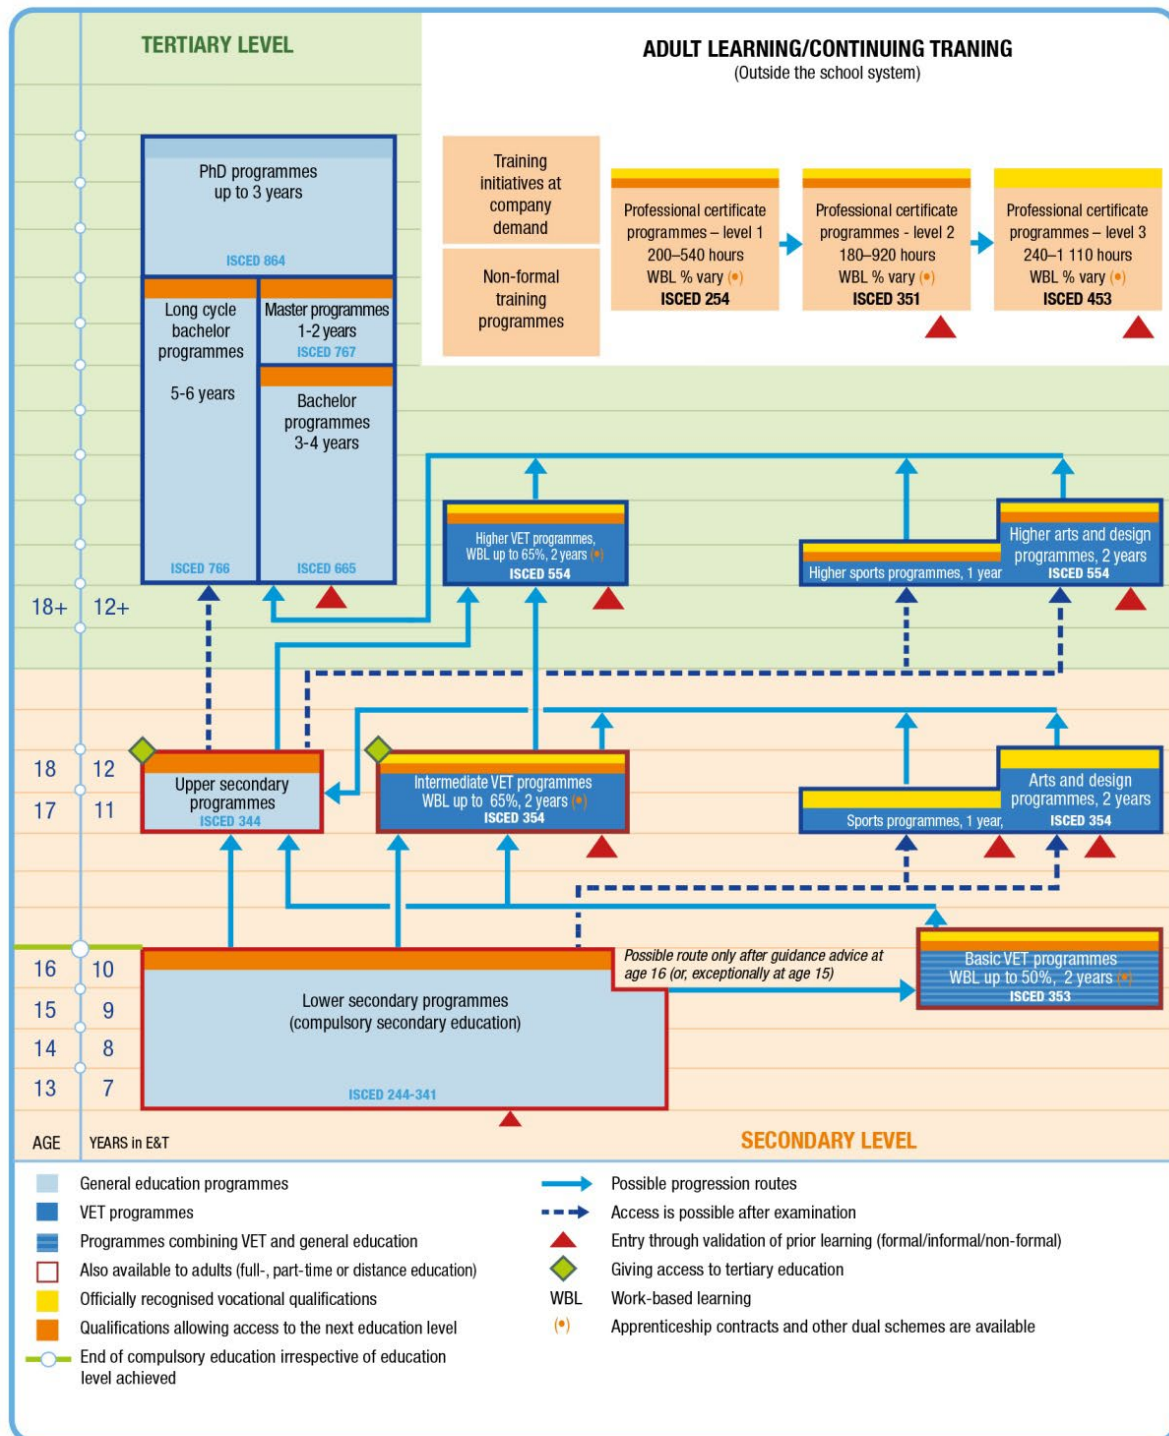 TERTIARY LEVEL
ADULT LEARNING/CONTINUING TRANING
(Outside the school system)
PhD programmes
up to 3 years
ISCED 864
Long cycle
bachelor
programmes
5-6 years
ISCED 766
Master programmes
1-2 years
ISCED 767
Bachelor
programmes
3-4 years
ISCED 665
Training
initiatives at
company
demand
Non-formal
training
programmes
Professional certificate
programmes – level 1
200–540 hours
WBL % vary (•)
ISCED 254
Professional certificate
programmes - level 2
180–920 hours
WBL % vary (•)
ISCED 351
Professional certificate
programmes – level 3
240–1 110 hours
WBL % vary (•)
ISCED 453
Higher VET programmes,
WBL up to 65%, 2 years (•)
ISCED 554
Higher sports programmes, 1 year
Higher arts and design
programmes, 2 years
ISCED 554
18+ 12+
18 12
17 11
Upper secondary
programmes
ISCED 344
Intermediate VET programmes
WBL up to 65%, 2 years (•)
ISCED 354
Sports programmes, 1 year,
Arts and design
programmes, 2 years
ISCED 354
16 10
15 9
14 8
13 7
Lower secondary programmes
(compulsory secondary education)
ISCED 244-341
Possible route only after guidance advice at
age 16 (or, exceptionally at age 15)
Basic VET programmes
WBL up to 50%, 2 years (•)
ISCED 353
AGE YEARS in E&T
SECONDARY LEVEL
General education programmes
VET programmes
Programmes combining VET and general education
Also available to adults (full-, part-time or distance education)
Officially recognised vocational qualifications
Qualifications allowing access to the next education level
End of compulsory education irrespective of education
level achieved
Possible progression routes
Access is possible after examination
Entry through validation of prior learning (formal/informal/non-formal)
Giving access to tertiary education
WBL Work-based learning
(•) Apprenticeship contracts and other dual schemes are available